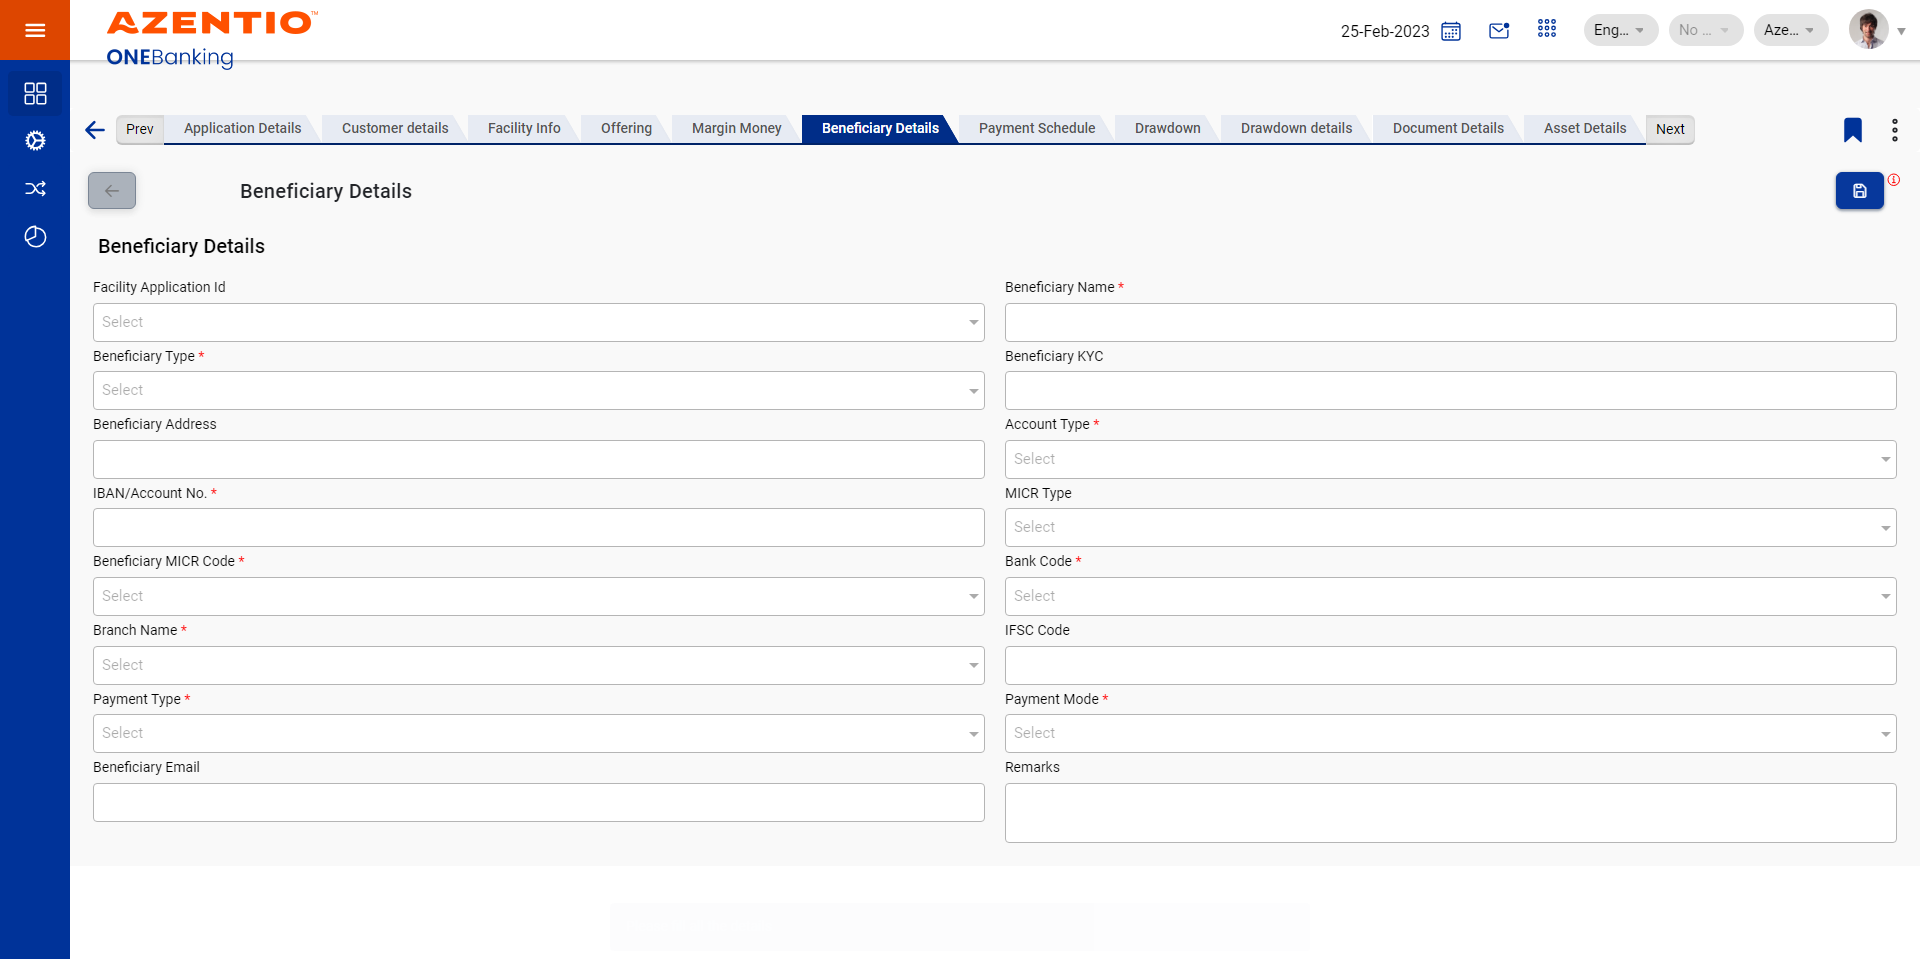 AZENTIO™
ONEBanking
25-Feb-2023
Eng...
No ...
Aze...
Prev
Application Details
Customer details
Facility Info
Offering
Margin Money
Beneficiary Details
Payment Schedule
Drawdown
Drawdown details
Document Details
Asset Details
Next
Beneficiary Details
Beneficiary Details
Facility Application Id
Select
Beneficiary Name *
Beneficiary Type *
Select
Beneficiary KYC
Beneficiary Address
Account Type *
Select
IBAN/Account No. *
MICR Type
Select
Beneficiary MICR Code *
Select
Bank Code *
Select
Branch Name *
Select
IFSC Code
Payment Type *
Select
Payment Mode *
Select
Beneficiary Email
Remarks